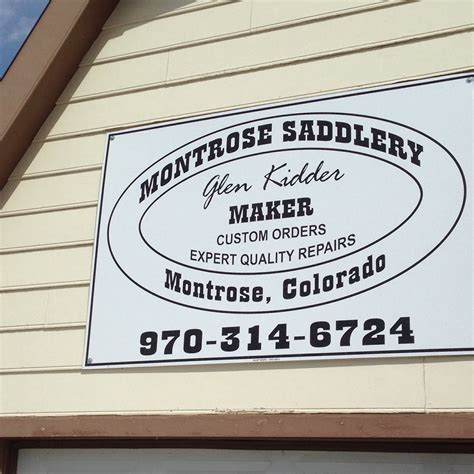 MONTROSE SADDLERY
Glen Kidder
MAKER
CUSTOM ORDERS
EXPERT QUALITY REPAIRS
Montrose, Colorado
970-314-6724